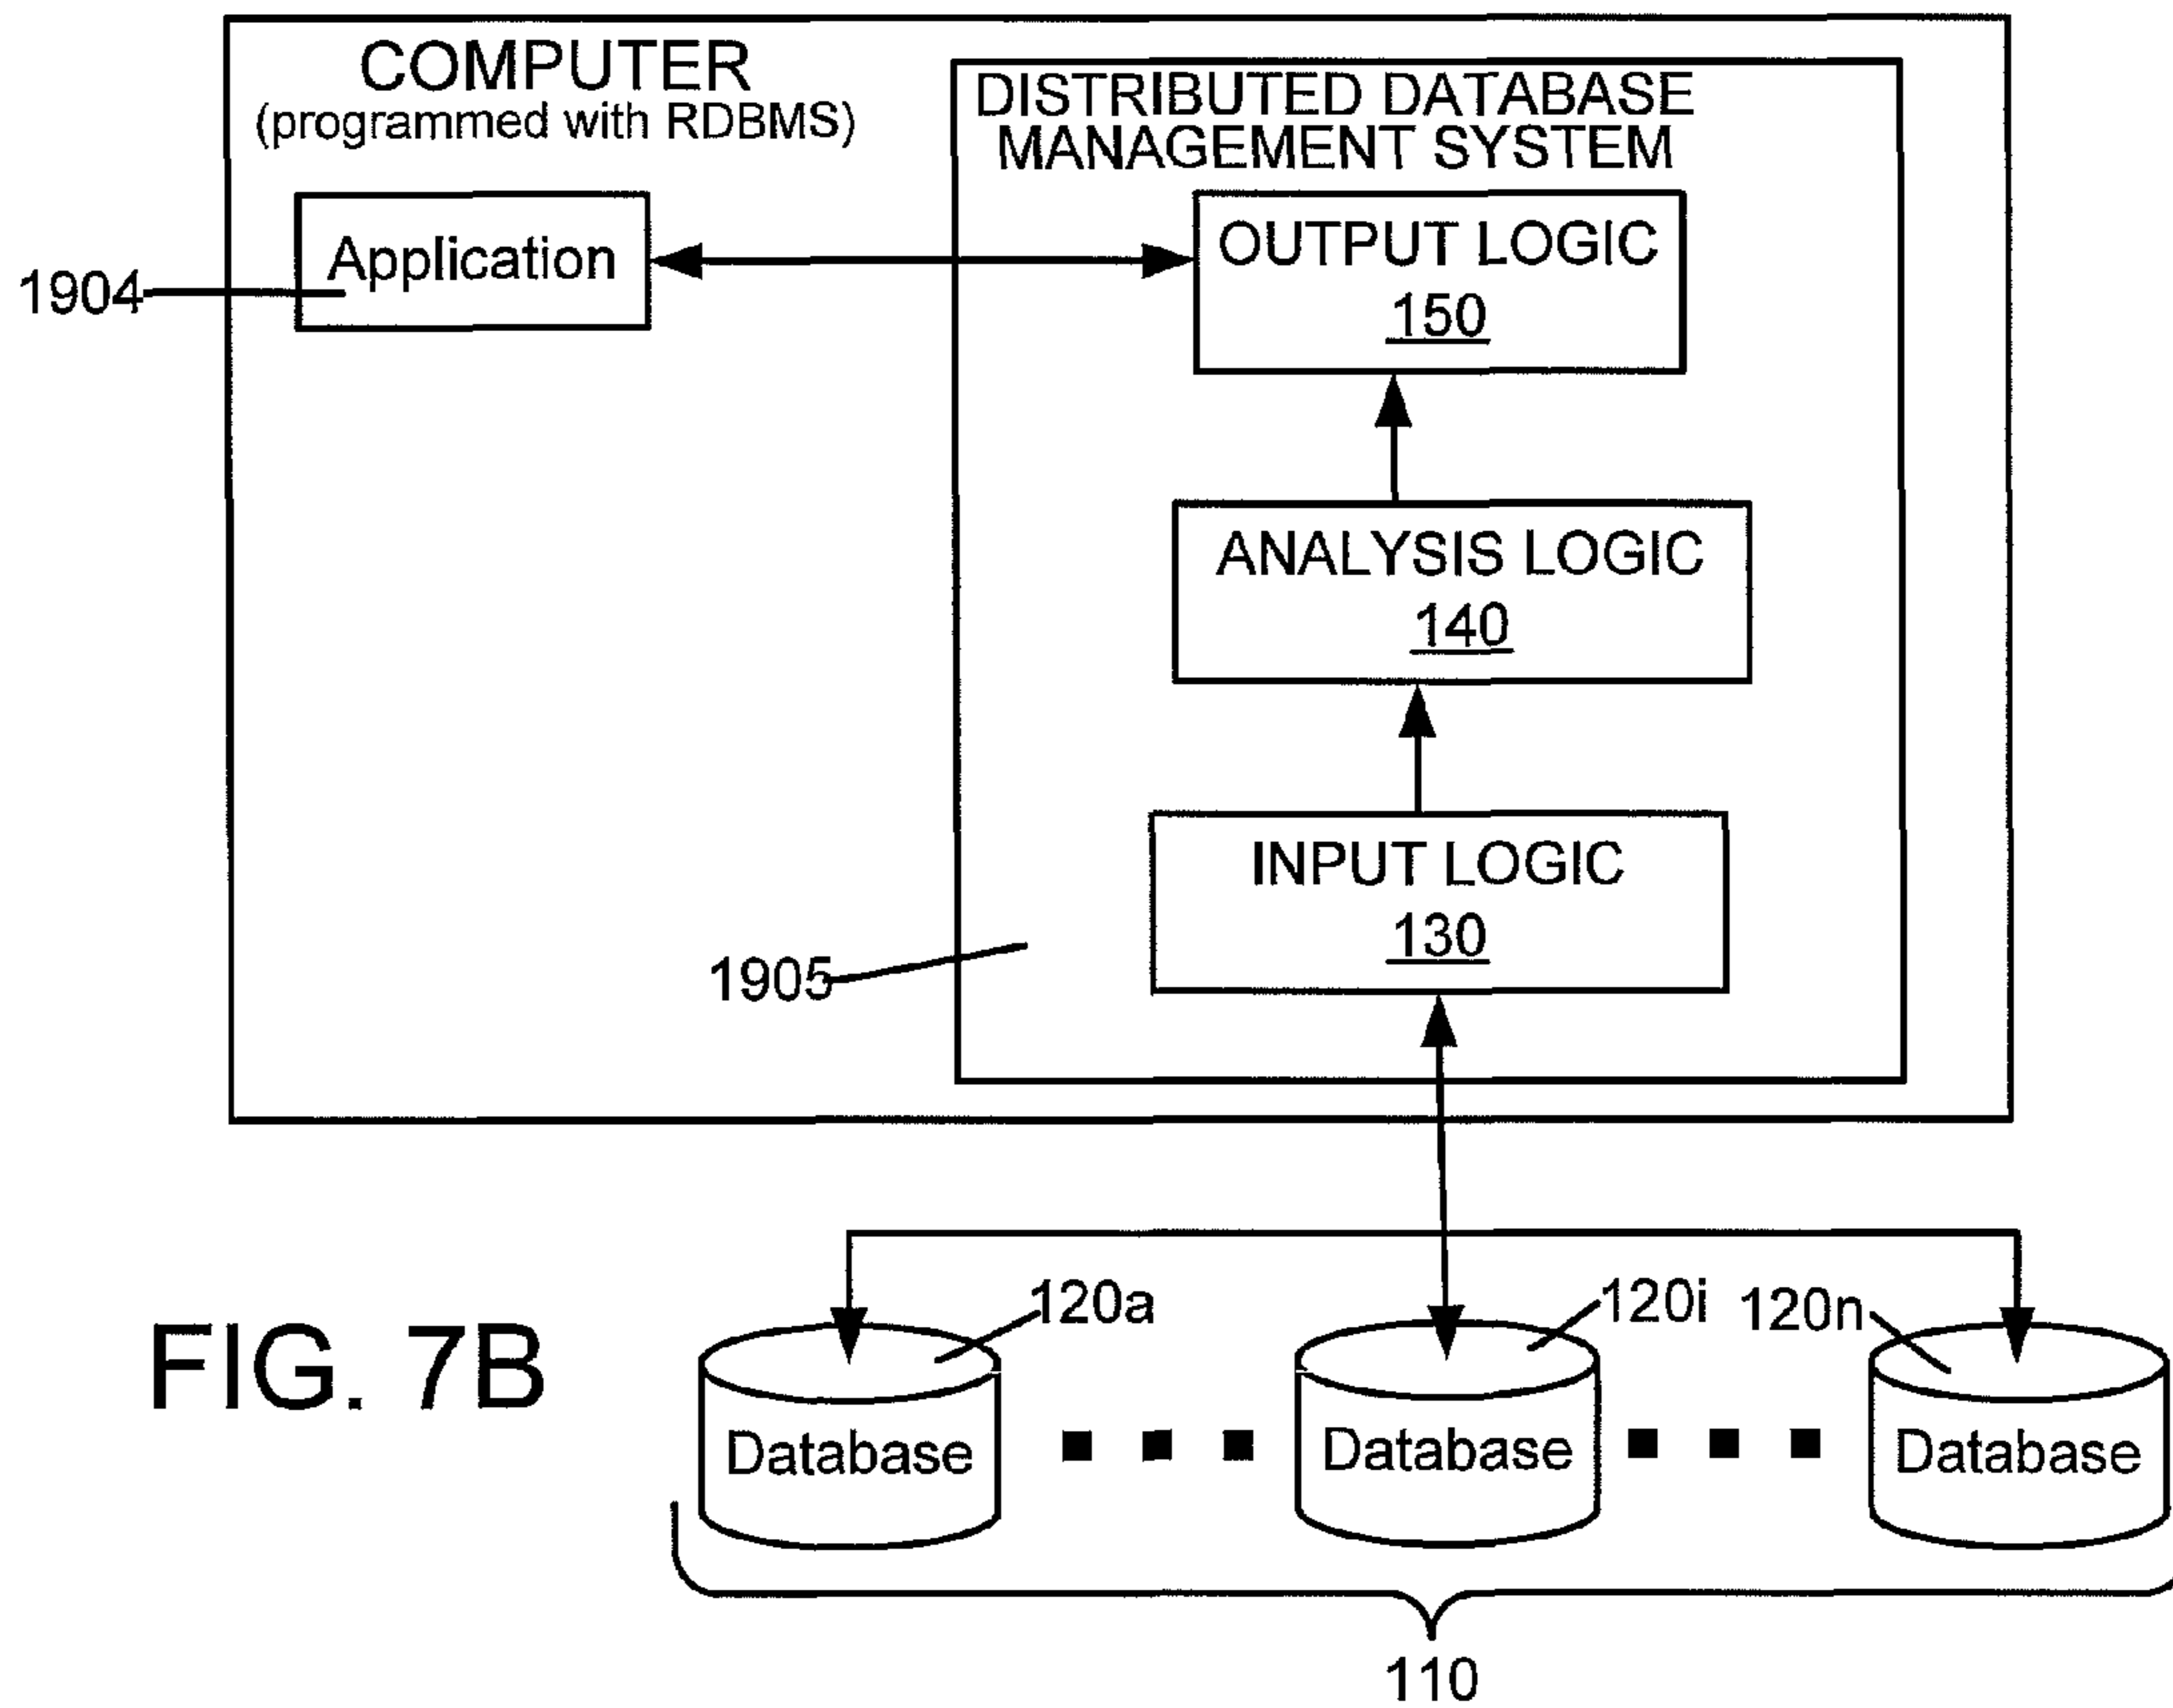 COMPUTER
(programmed with RDBMS)
DISTRIBUTED DATABASE
MANAGEMENT SYSTEM
Application
1904
OUTPUT LOGIC
150
ANALYSIS LOGIC
140
INPUT LOGIC
130
1905
120a
120i
120n
FIG. 7B
Database
Database
Database
110